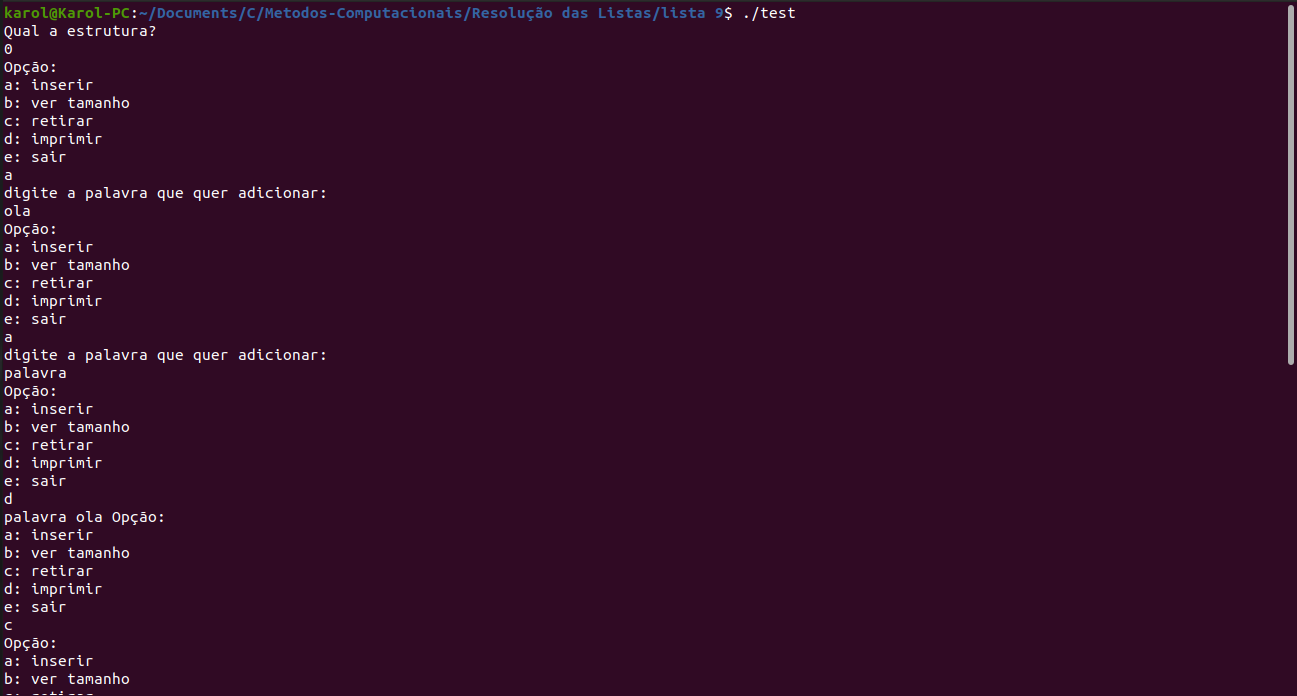 karol@Karol-PC:~/Documents/C/Metodos-Computacionais/Resolução das Listas/lista 9$ ./test
Qual a estrutura?
0
Opção:
a: inserir
b: ver tamanho
c: retirar
d: imprimir
e: sair
a
digite a palavra que quer adicionar:
ola
Opção:
a: inserir
b: ver tamanho
c: retirar
d: imprimir
e: sair
a
digite a palavra que quer adicionar:
palavra
Opção:
a: inserir
b: ver tamanho
c: retirar
d: imprimir
e: sair
d
palavra ola Opção:
a: inserir
b: ver tamanho
c: retirar
d: imprimir
e: sair
c
Opção:
a: inserir
b: ver tamanho